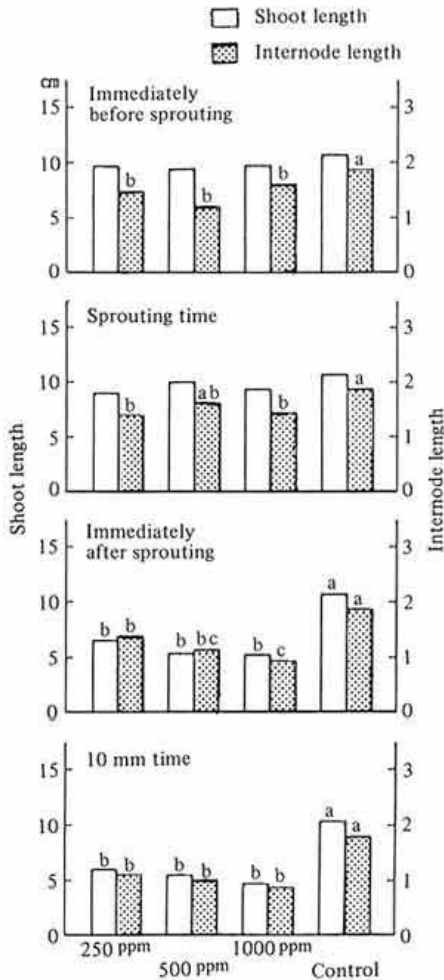 Shoot length
Internode length
cm
Immediately
before sprouting
15
10
5
0
3
2
1
0
b
b
b
a
Sprouting time
15
10
5
0
3
2
1
0
b
ab
b
a
Shoot length
Internode length
Immediately
after sprouting
15
10
5
0
3
2
1
0
b b
b bc
b c
a a
10 mm time
15
10
5
0
3
2
1
0
b b
b b
b b
a a
250 ppm
500 ppm
1000 ppm
Control